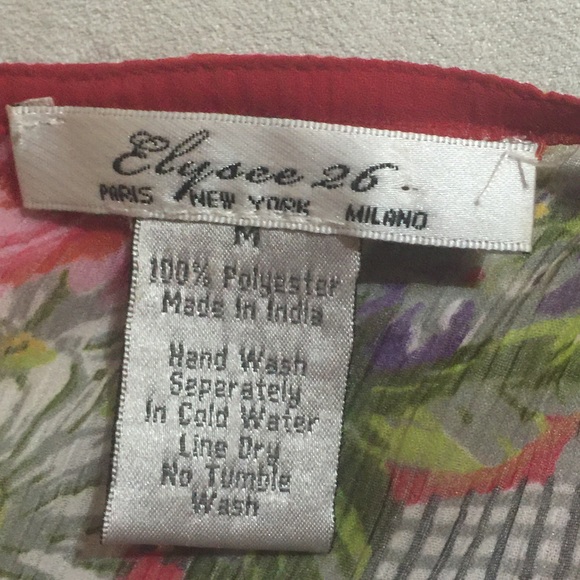 Elysee 26
PARIS NEW YORK MILANO
M
100% Polyester
Made In India
Hand Wash
Separately
In Cold Water
Line Dry
No Tumble
Wash